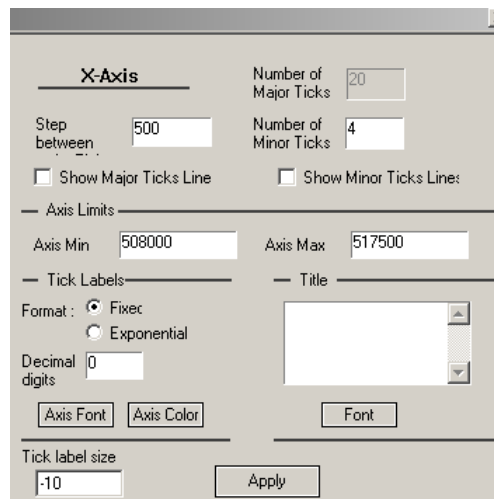 X-Axis
Number of
Major Ticks
20
Step
between
500
Number of
Minor Ticks
4
Show Major Ticks Line
Show Minor Ticks Lines
Axis Limits
Axis Min
508000
Axis Max
517500
Tick Labels
Title
Format :
Fixed
Exponential
Decimal
digits
0
Axis Font
Axis Color
Font
Tick label size
-10
Apply